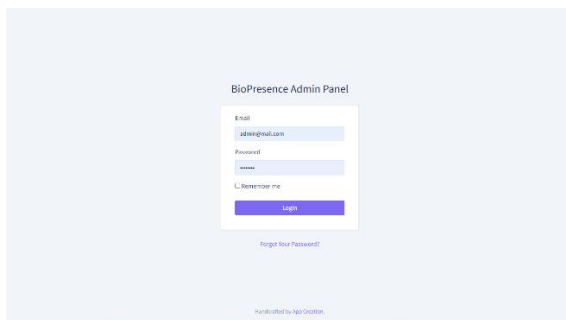 BioPresence Admin Panel
Email
admin@mail.com
Password
••••••
Remember me
Login
Forgot Your Password?
Handcrafted by App Creation.